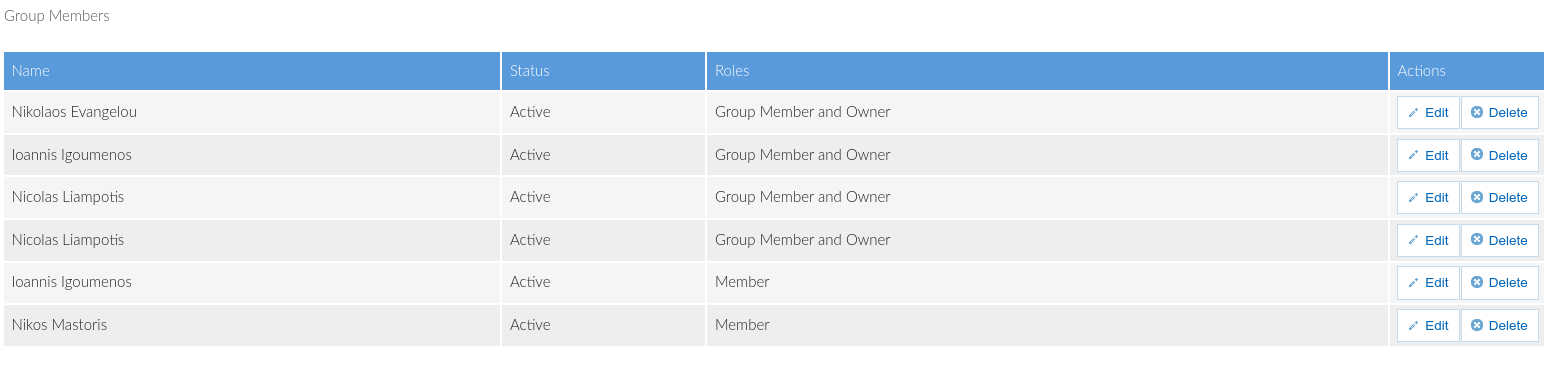 Group Members
Name Status Roles Actions
Nikolaos Evangelou Active Group Member and Owner Edit Delete
Ioannis Igoumenos Active Group Member and Owner Edit Delete
Nicolas Liampotis Active Group Member and Owner Edit Delete
Nicolas Liampotis Active Group Member and Owner Edit Delete
Ioannis Igoumenos Active Member Edit Delete
Nikos Mastoris Active Member Edit Delete